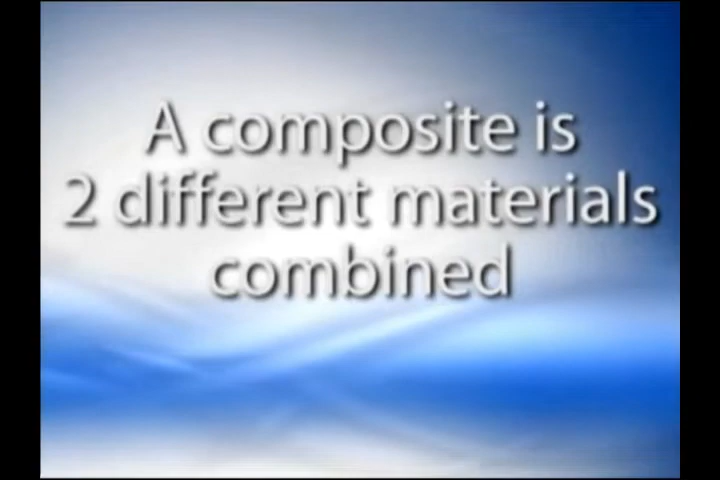 A composite is
2 different materials
combined